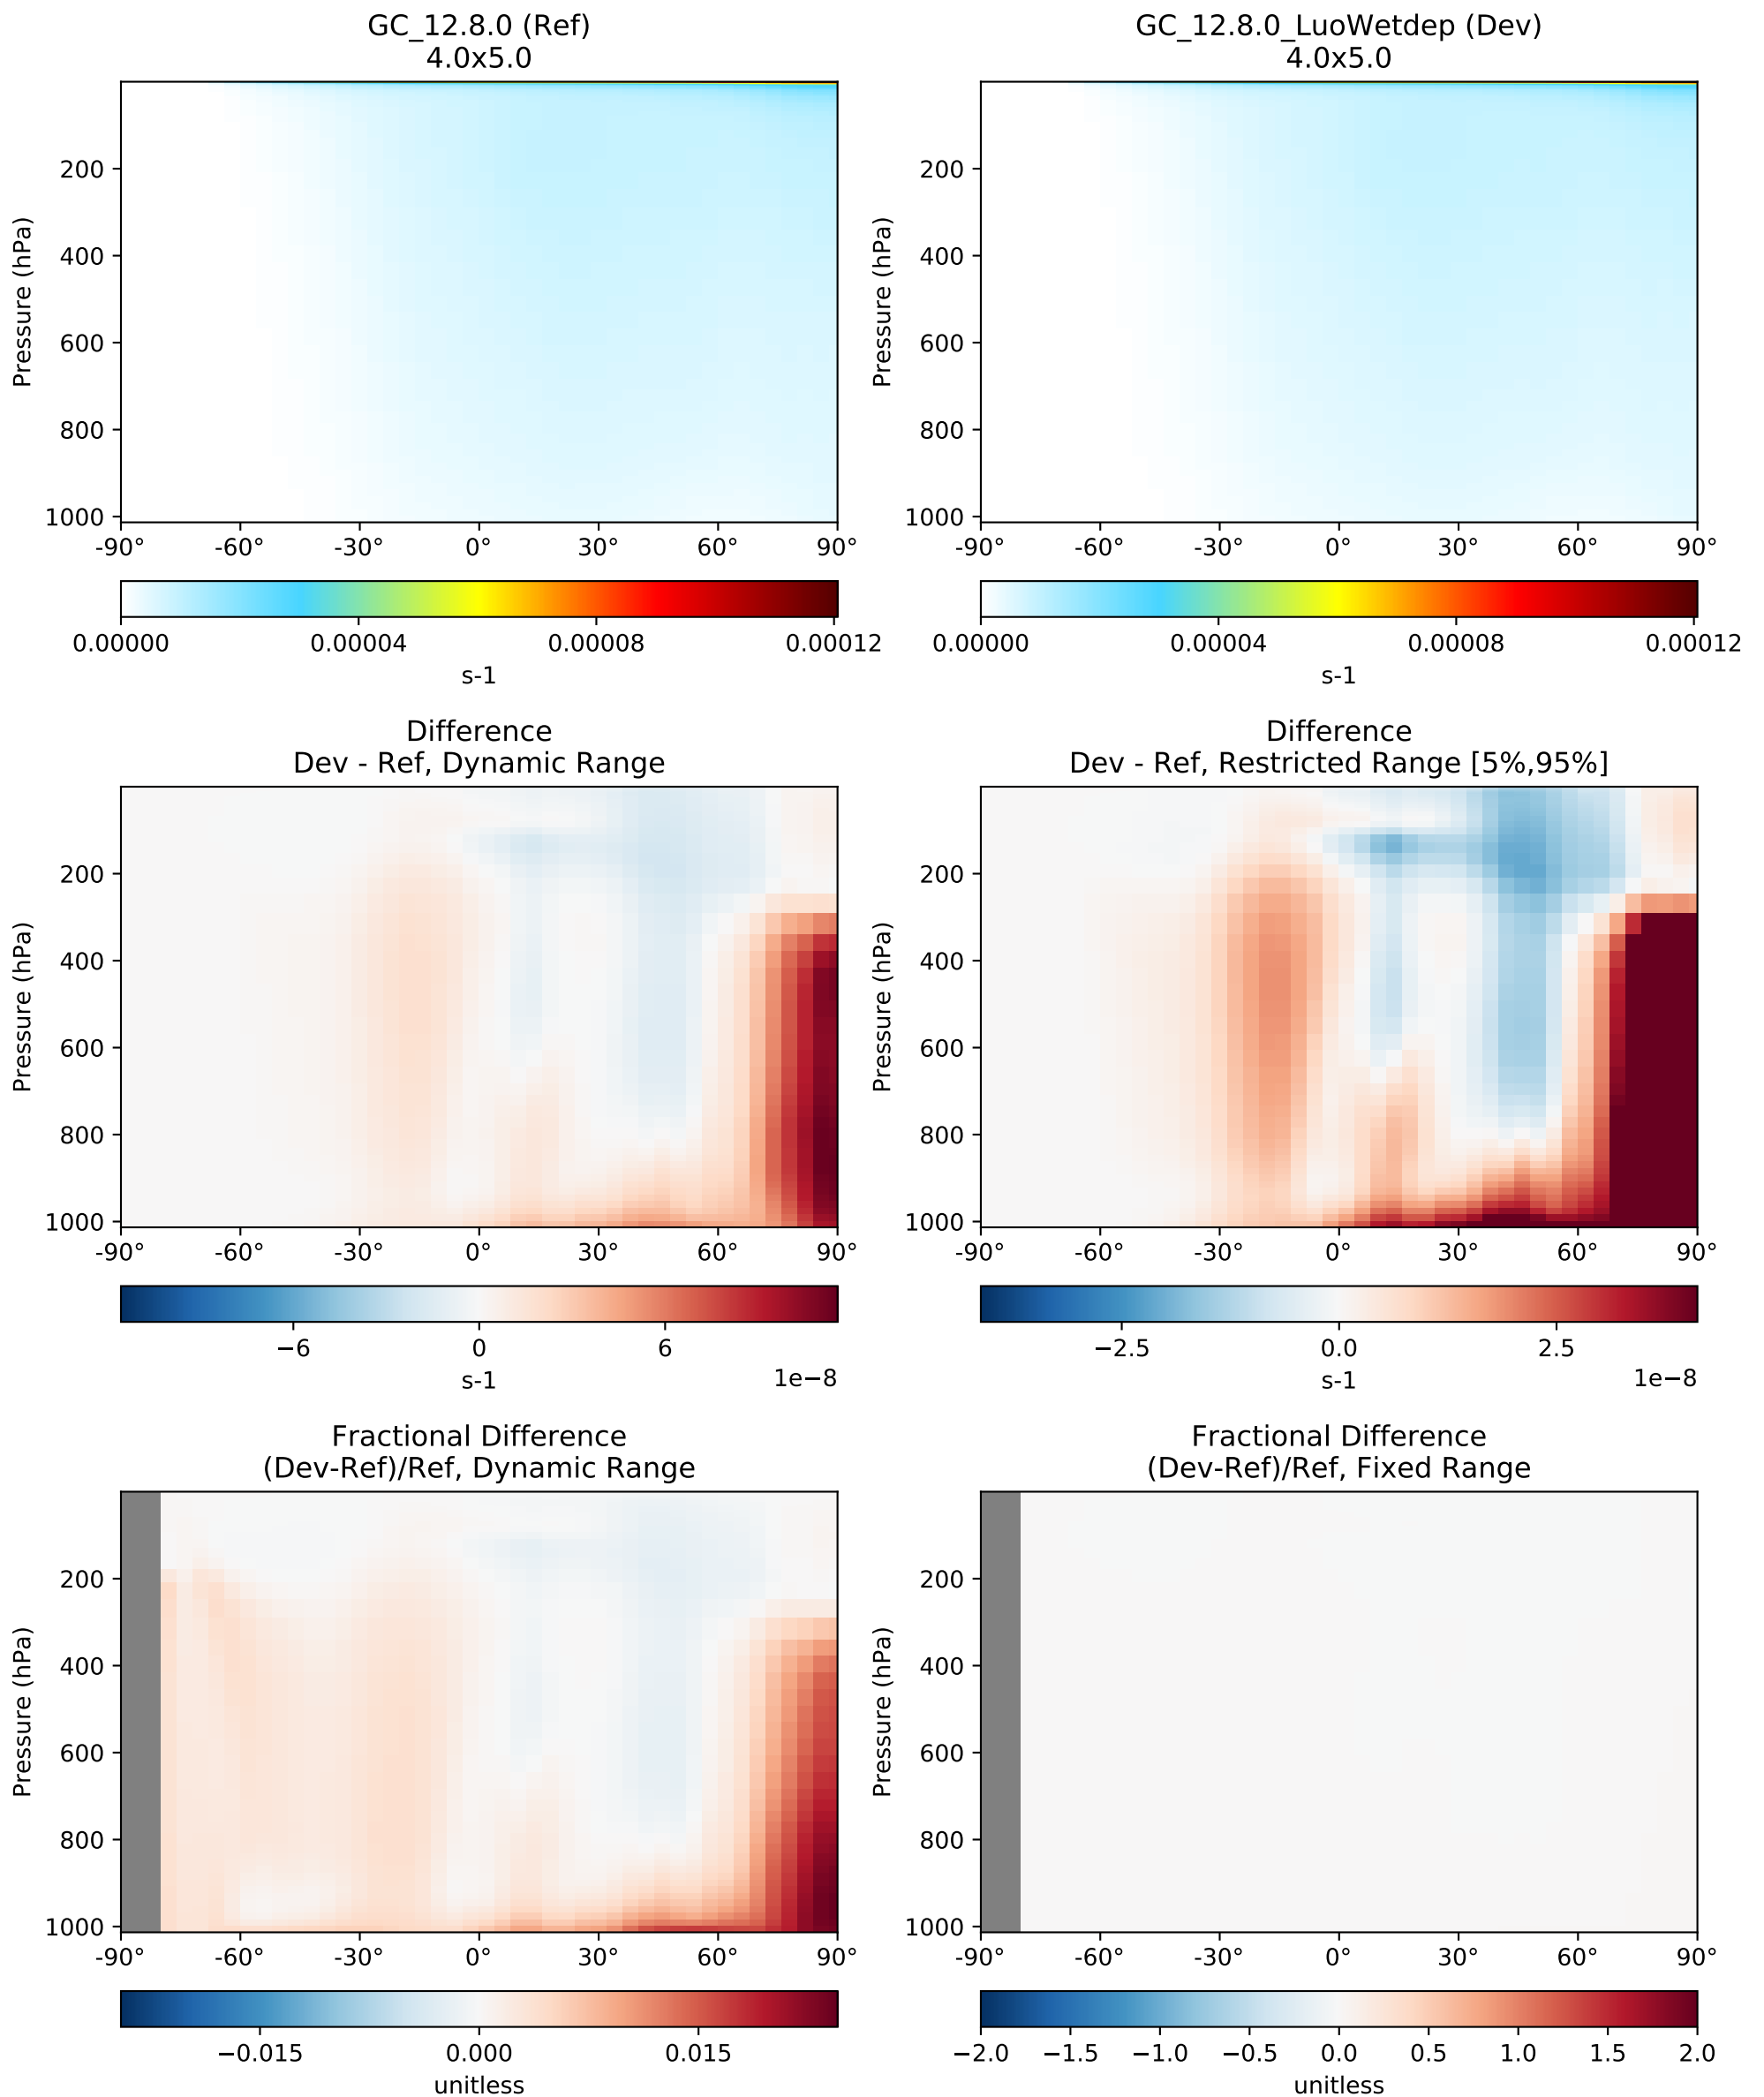 GC_12.8.0 (Ref)
4.0x5.0
Pressure (hPa)
200
400
600
800
1000
-90° -60° -30° 0° 30° 60° 90°
0.00000 0.00004 0.00008 0.00012
s-1
GC_12.8.0_LuoWetdep (Dev)
4.0x5.0
Pressure (hPa)
200
400
600
800
1000
-90° -60° -30° 0° 30° 60° 90°
0.00000 0.00004 0.00008 0.00012
s-1
Difference
Dev - Ref, Dynamic Range
Pressure (hPa)
200
400
600
800
1000
-90° -60° -30° 0° 30° 60° 90°
−6 0 6
s-1 1e−8
Difference
Dev - Ref, Restricted Range [5%,95%]
Pressure (hPa)
200
400
600
800
1000
-90° -60° -30° 0° 30° 60° 90°
−2.5 0.0 2.5
s-1 1e−8
Fractional Difference
(Dev-Ref)/Ref, Dynamic Range
Pressure (hPa)
200
400
600
800
1000
-90° -60° -30° 0° 30° 60° 90°
−0.015 0.000 0.015
unitless
Fractional Difference
(Dev-Ref)/Ref, Fixed Range
Pressure (hPa)
200
400
600
800
1000
-90° -60° -30° 0° 30° 60° 90°
−2.0 −1.5 −1.0 −0.5 0.0 0.5 1.0 1.5 2.0
unitless